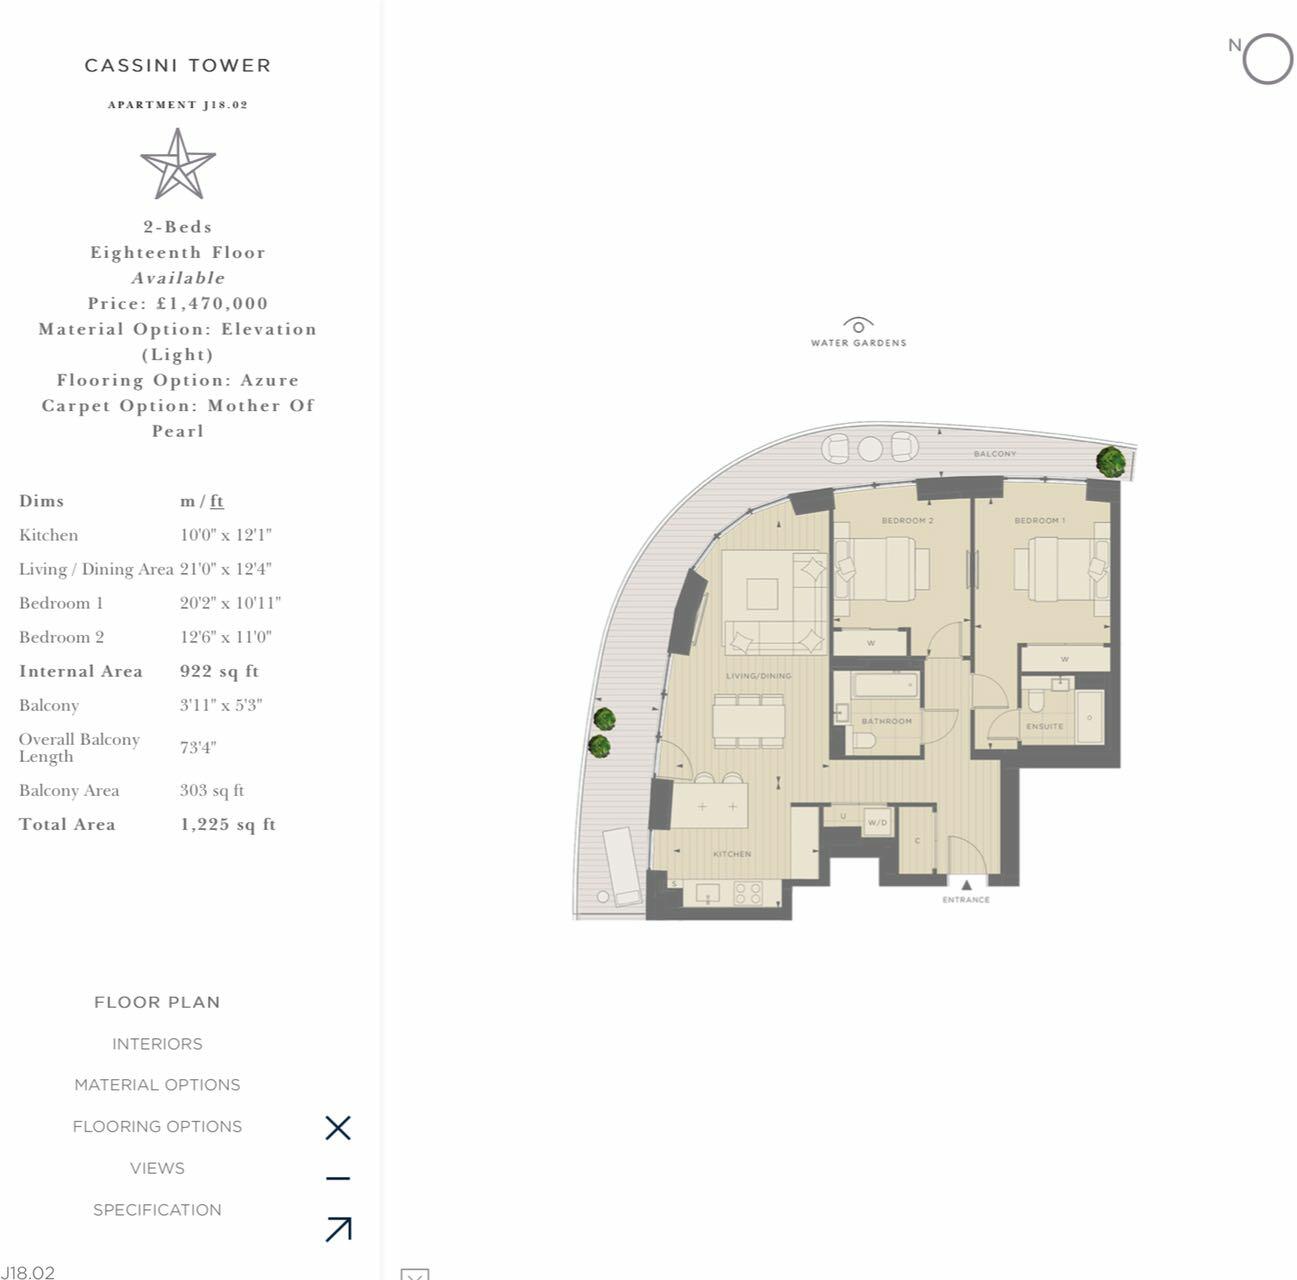 CASSINI TOWER
APARTMENT J18.02
2-Beds
Eighteenth Floor
Available
Price: £1,470,000
Material Option: Elevation
(Light)
Flooring Option: Azure
Carpet Option: Mother Of
Pearl
Dims m / ft
Kitchen 10'0" x 12'1"
Living / Dining Area 21'0" x 12'4"
Bedroom 1 20'2" x 10'11"
Bedroom 2 12'6" x 11'0"
Internal Area 922 sq ft
Balcony 3'11" x 5'3"
Overall Balcony
Length 73'4"
Balcony Area 303 sq ft
Total Area 1,225 sq ft
FLOOR PLAN
INTERIORS
MATERIAL OPTIONS
FLOORING OPTIONS
VIEWS
SPECIFICATION
J18.02
N
WATER GARDENS
BALCONY
BEDROOM 2
BEDROOM 1
W
W
LIVING/DINING
BATHROOM
ENSUITE
U
W/D
C
KITCHEN
S
ENTRANCE